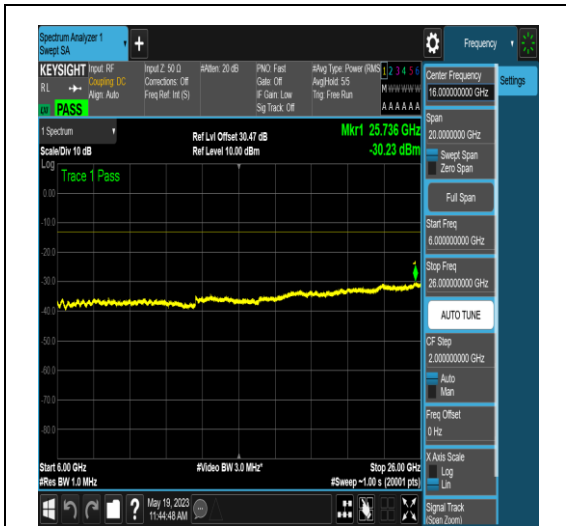 Spectrum Analyzer 1
Swept SA
+
Frequency
KEYSIGHT
RL
Input: RF
Coupling: DC
Align: Auto
Input Z: 50 Ω
Corrections: Off
Freq Ref: Int (S)
#Atten: 20 dB
PNO: Fast
Gate: Off
IF Gain: Low
Sig Track: Off
#Avg Type: Power (RMS
Avg|Hold: 5/5
Trig: Free Run
1 2 3 4 5 6
M W W W W W
A A A A A A
PASS
1 Spectrum
Scale/Div 10 dB
Ref Lvl Offset 30.47 dB
Ref Level 10.00 dBm
Mkr1 25.736 GHz
-30.23 dBm
Log
Trace 1 Pass
0.00
-10.0
-20.0
-30.0
-40.0
-50.0
-60.0
-70.0
-80.0
Start 6.00 GHz
#Res BW 1.0 MHz
#Video BW 3.0 MHz*
Stop 26.00 GHz
#Sweep ~1.00 s (20001 pts)
May 19, 2023
11:44:48 AM
Center Frequency
16.000000000 GHz
Span
20.0000000 GHz
Swept Span
Zero Span
Full Span
Start Freq
6.000000000 GHz
Stop Freq
26.000000000 GHz
AUTO TUNE
CF Step
2.000000000 GHz
Auto
Man
Freq Offset
0 Hz
X Axis Scale
Log
Lin
Signal Track
(Span Zoom)
Settings